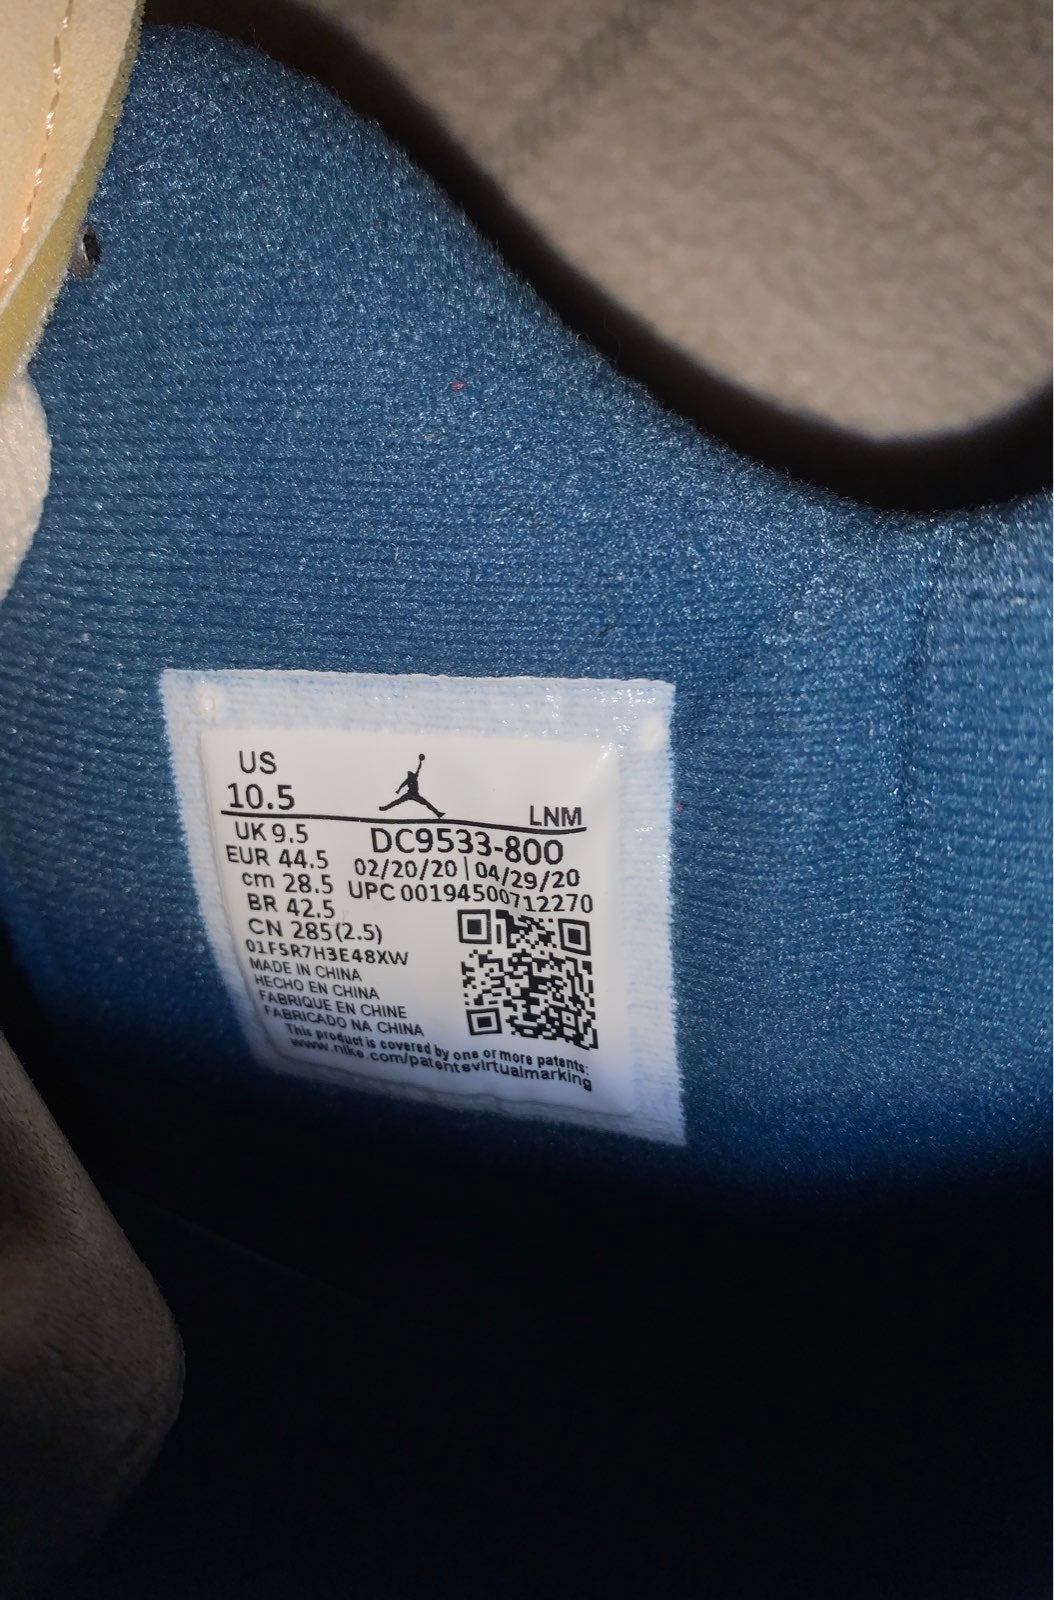 US
10.5
LNM
UK 9.5
DC9533-800
EUR 44.5
02/20/20 | 04/29/20
cm 28.5
UPC 00194500712270
BR 42.5
CN 285(2.5)
01F5R7H3E48XW
MADE IN CHINA
HECHO EN CHINA
FABRIQUE EN CHINE
FABRICADO NA CHINA
This product is covered by one or more patents:
www.nike.com/patentsvirtualmarking